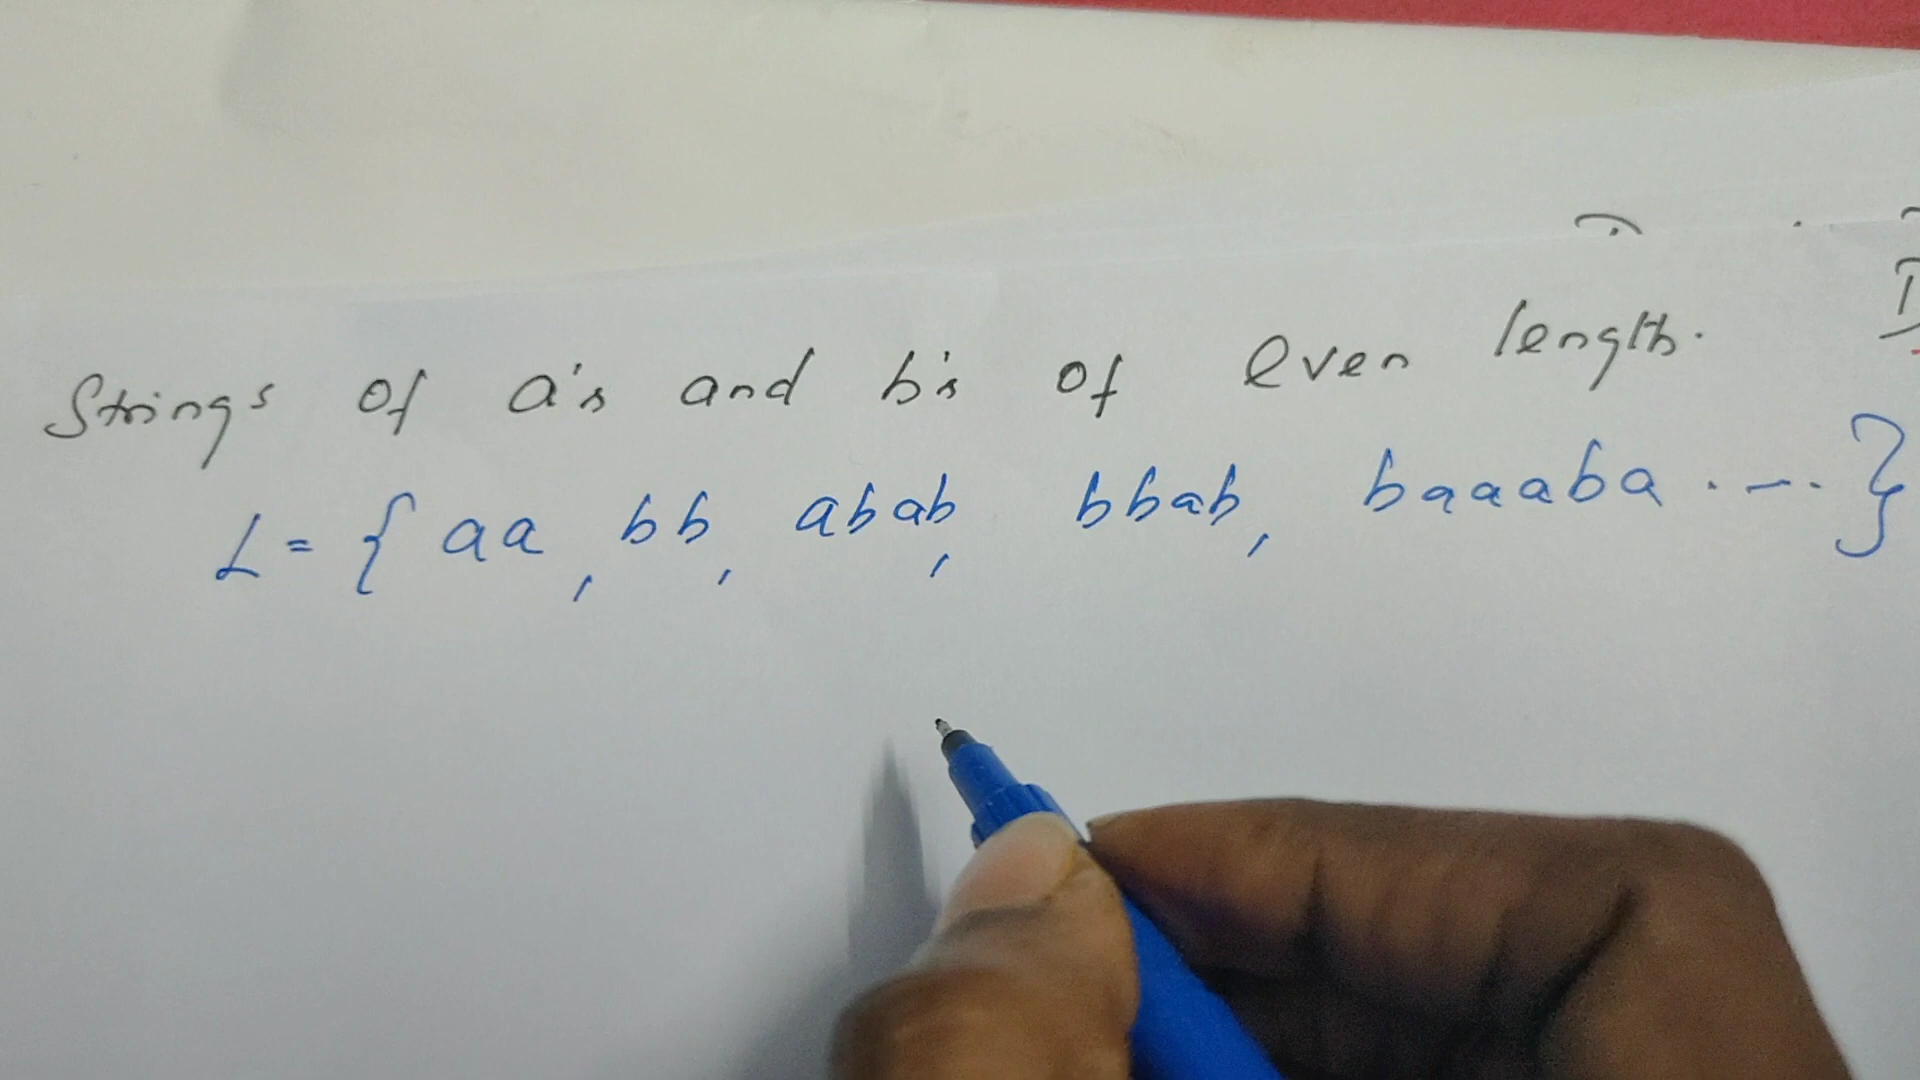 Strings of a's and b's of even length.
L = { aa, bb, abab, bbab, baaaba . -- . }